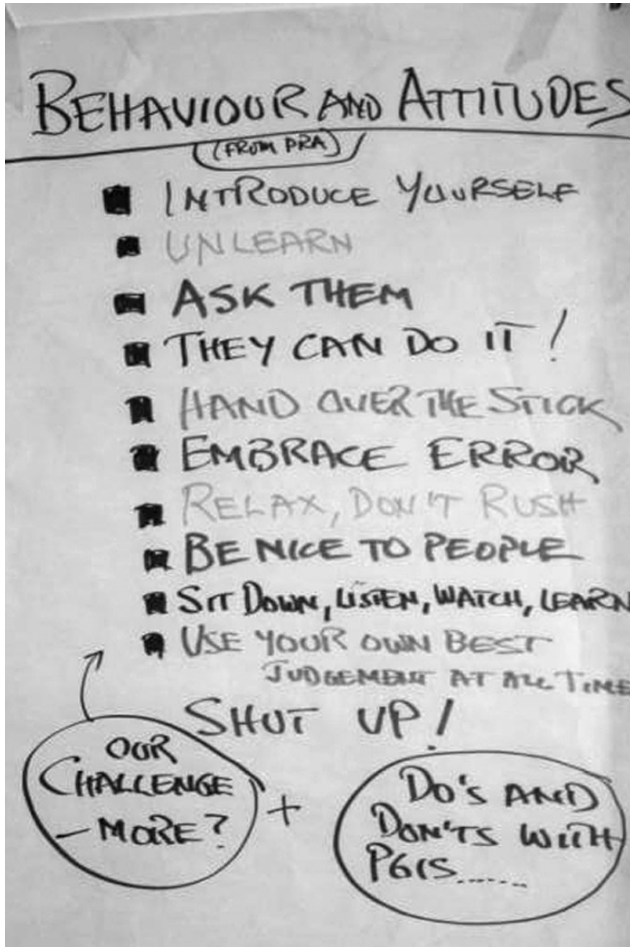 BEHAVIOUR AND ATTITUDES
(FROM PRA)
INTRODUCE YOURSELF
UNLEARN
ASK THEM
THEY CAN DO IT!
HAND OVER THE STICK
EMBRACE ERROR
RELAX, DON'T RUSH
BE NICE TO PEOPLE
SIT DOWN, LISTEN, WATCH, LEARN
USE YOUR OWN BEST
JUDGEMENT AT ALL TIME
SHUT UP!
OUR
CHALLENGE
- MORE?
+
DO'S AND
DON'TS WITH
PGIS......